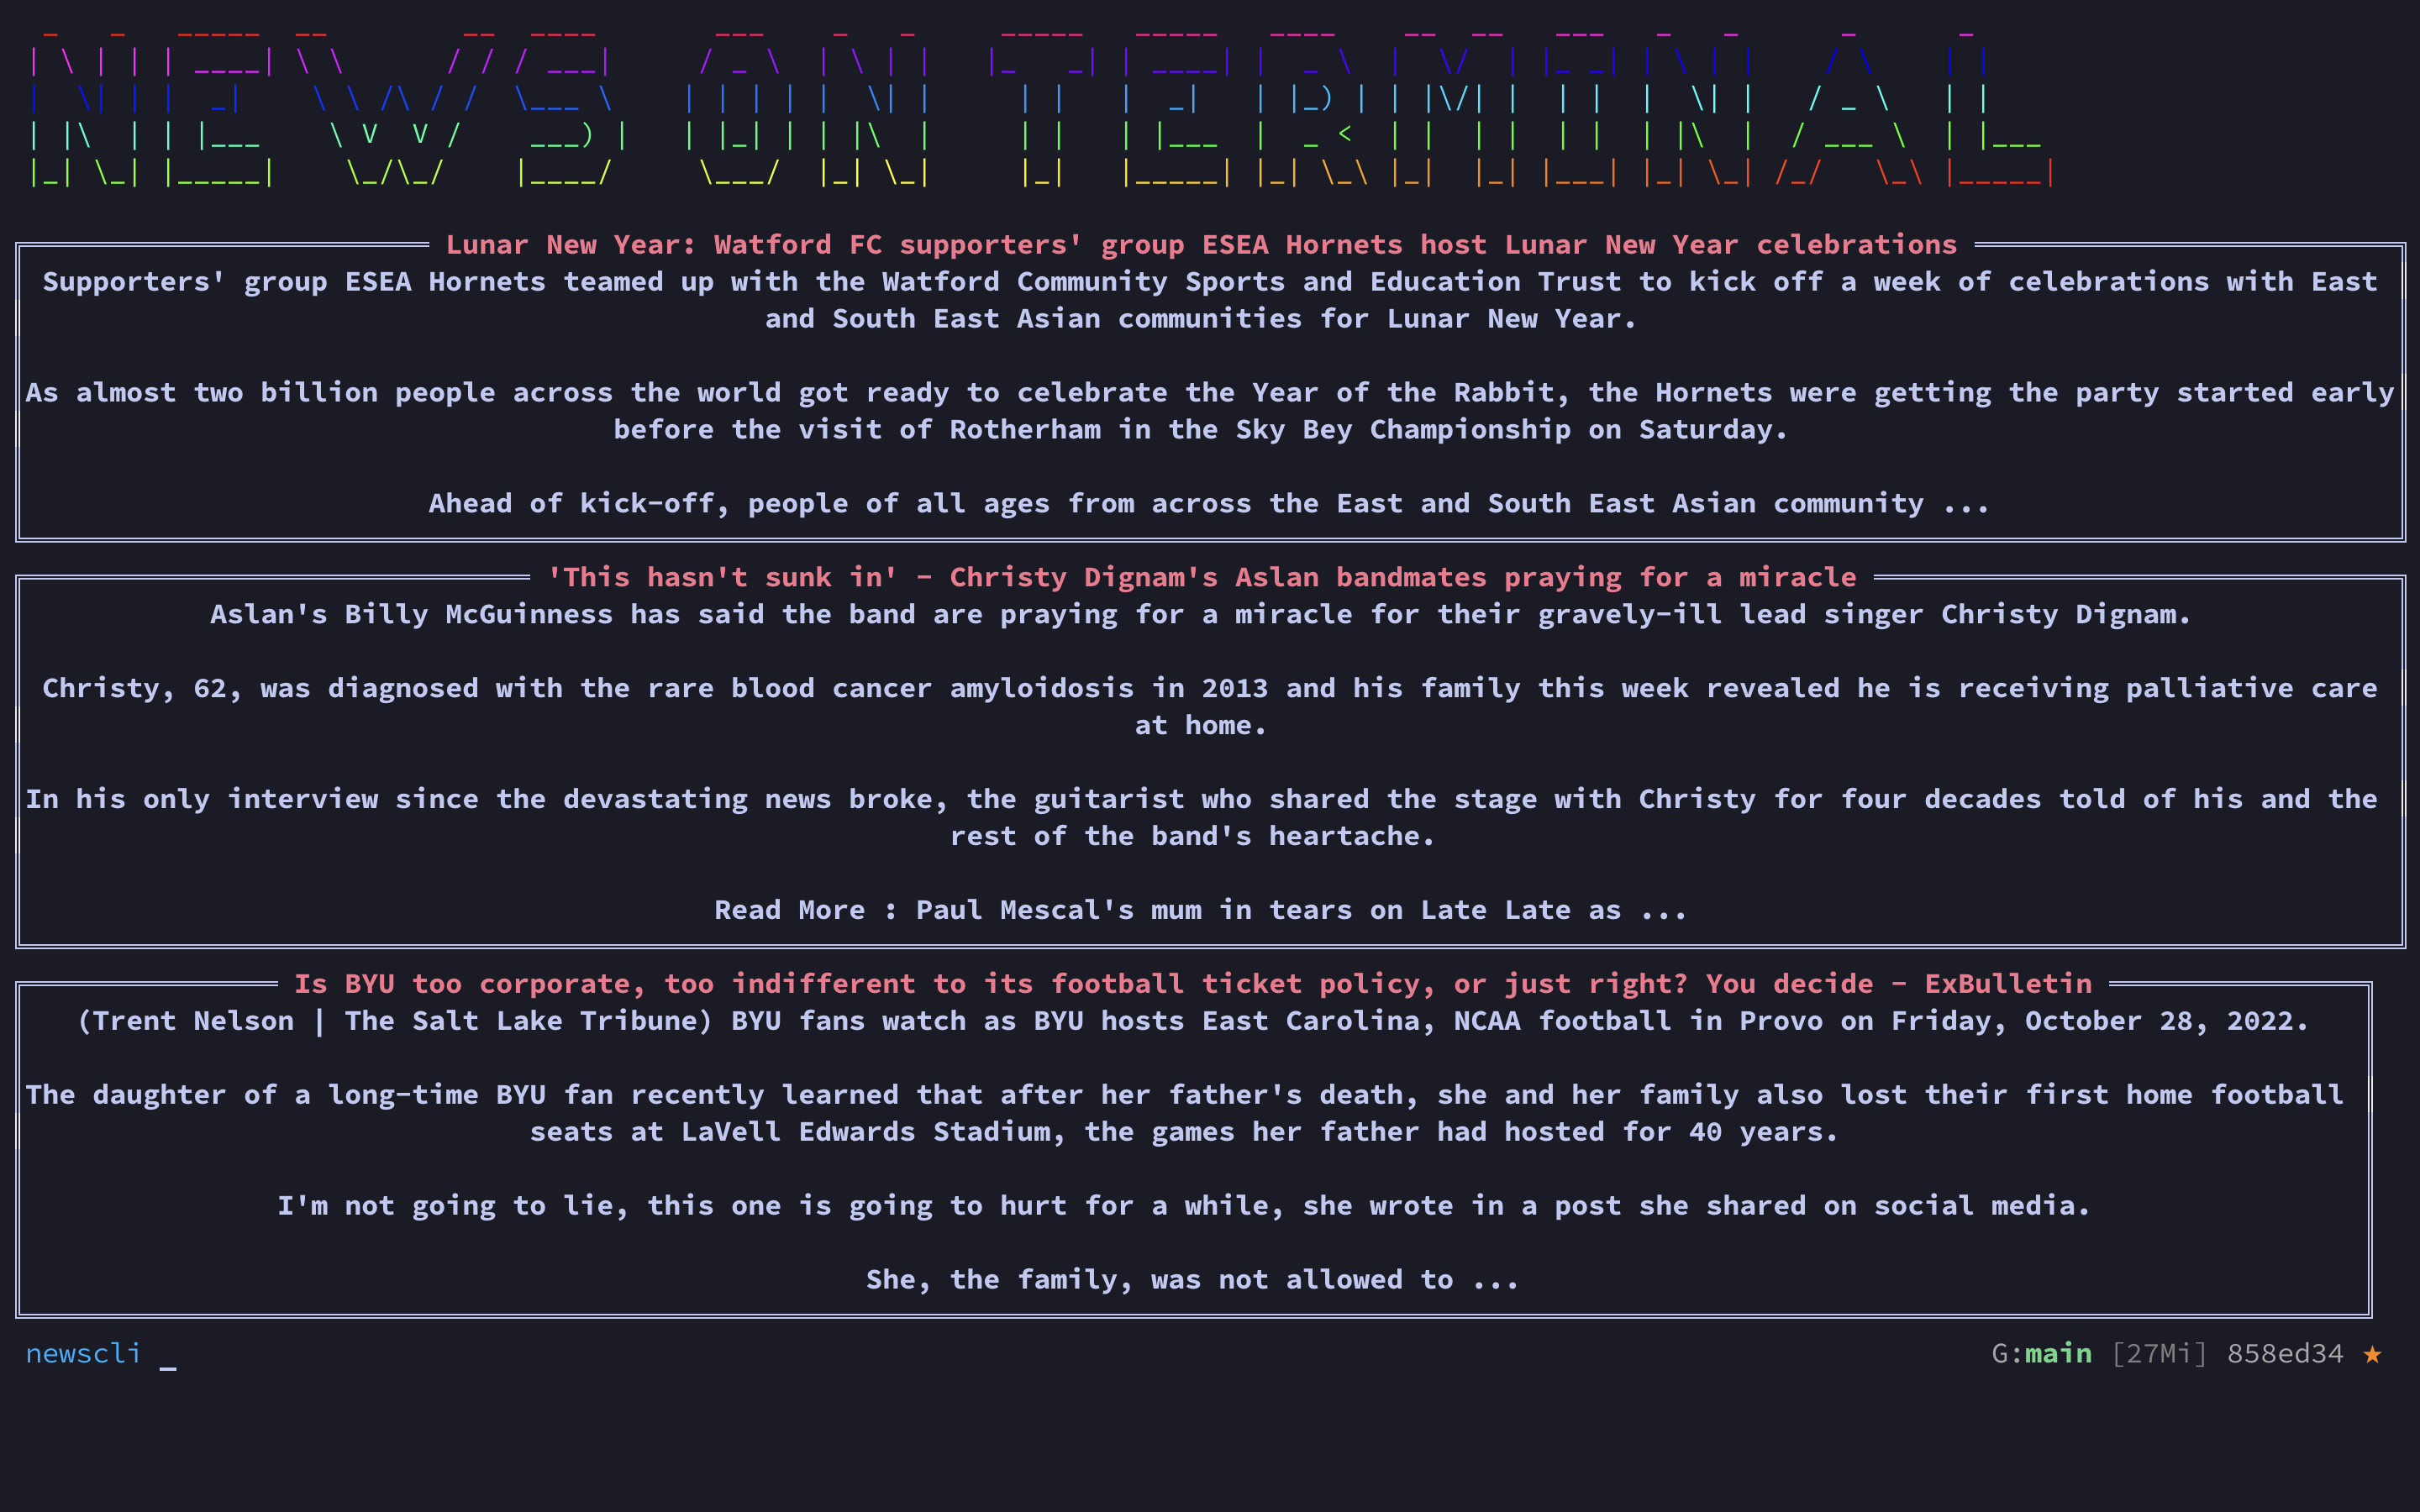 NEWS ON TERMINAL
Lunar New Year: Watford FC supporters' group ESEA Hornets host Lunar New Year celebrations
Supporters' group ESEA Hornets teamed up with the Watford Community Sports and Education Trust to kick off a week of celebrations with East
and South East Asian communities for Lunar New Year.
As almost two billion people across the world got ready to celebrate the Year of the Rabbit, the Hornets were getting the party started early
before the visit of Rotherham in the Sky Bey Championship on Saturday.
Ahead of kick-off, people of all ages from across the East and South East Asian community ...
'This hasn't sunk in' - Christy Dignam's Aslan bandmates praying for a miracle
Aslan's Billy McGuinness has said the band are praying for a miracle for their gravely-ill lead singer Christy Dignam.
Christy, 62, was diagnosed with the rare blood cancer amyloidosis in 2013 and his family this week revealed he is receiving palliative care
at home.
In his only interview since the devastating news broke, the guitarist who shared the stage with Christy for four decades told of his and the
rest of the band's heartache.
Read More : Paul Mescal's mum in tears on Late Late as ...
Is BYU too corporate, too indifferent to its football ticket policy, or just right? You decide - ExBulletin
(Trent Nelson | The Salt Lake Tribune) BYU fans watch as BYU hosts East Carolina, NCAA football in Provo on Friday, October 28, 2022.
The daughter of a long-time BYU fan recently learned that after her father's death, she and her family also lost their first home football
seats at LaVell Edwards Stadium, the games her father had hosted for 40 years.
I'm not going to lie, this one is going to hurt for a while, she wrote in a post she shared on social media.
She, the family, was not allowed to ...
newscli _ G:main [27Mi] 858ed34 ★